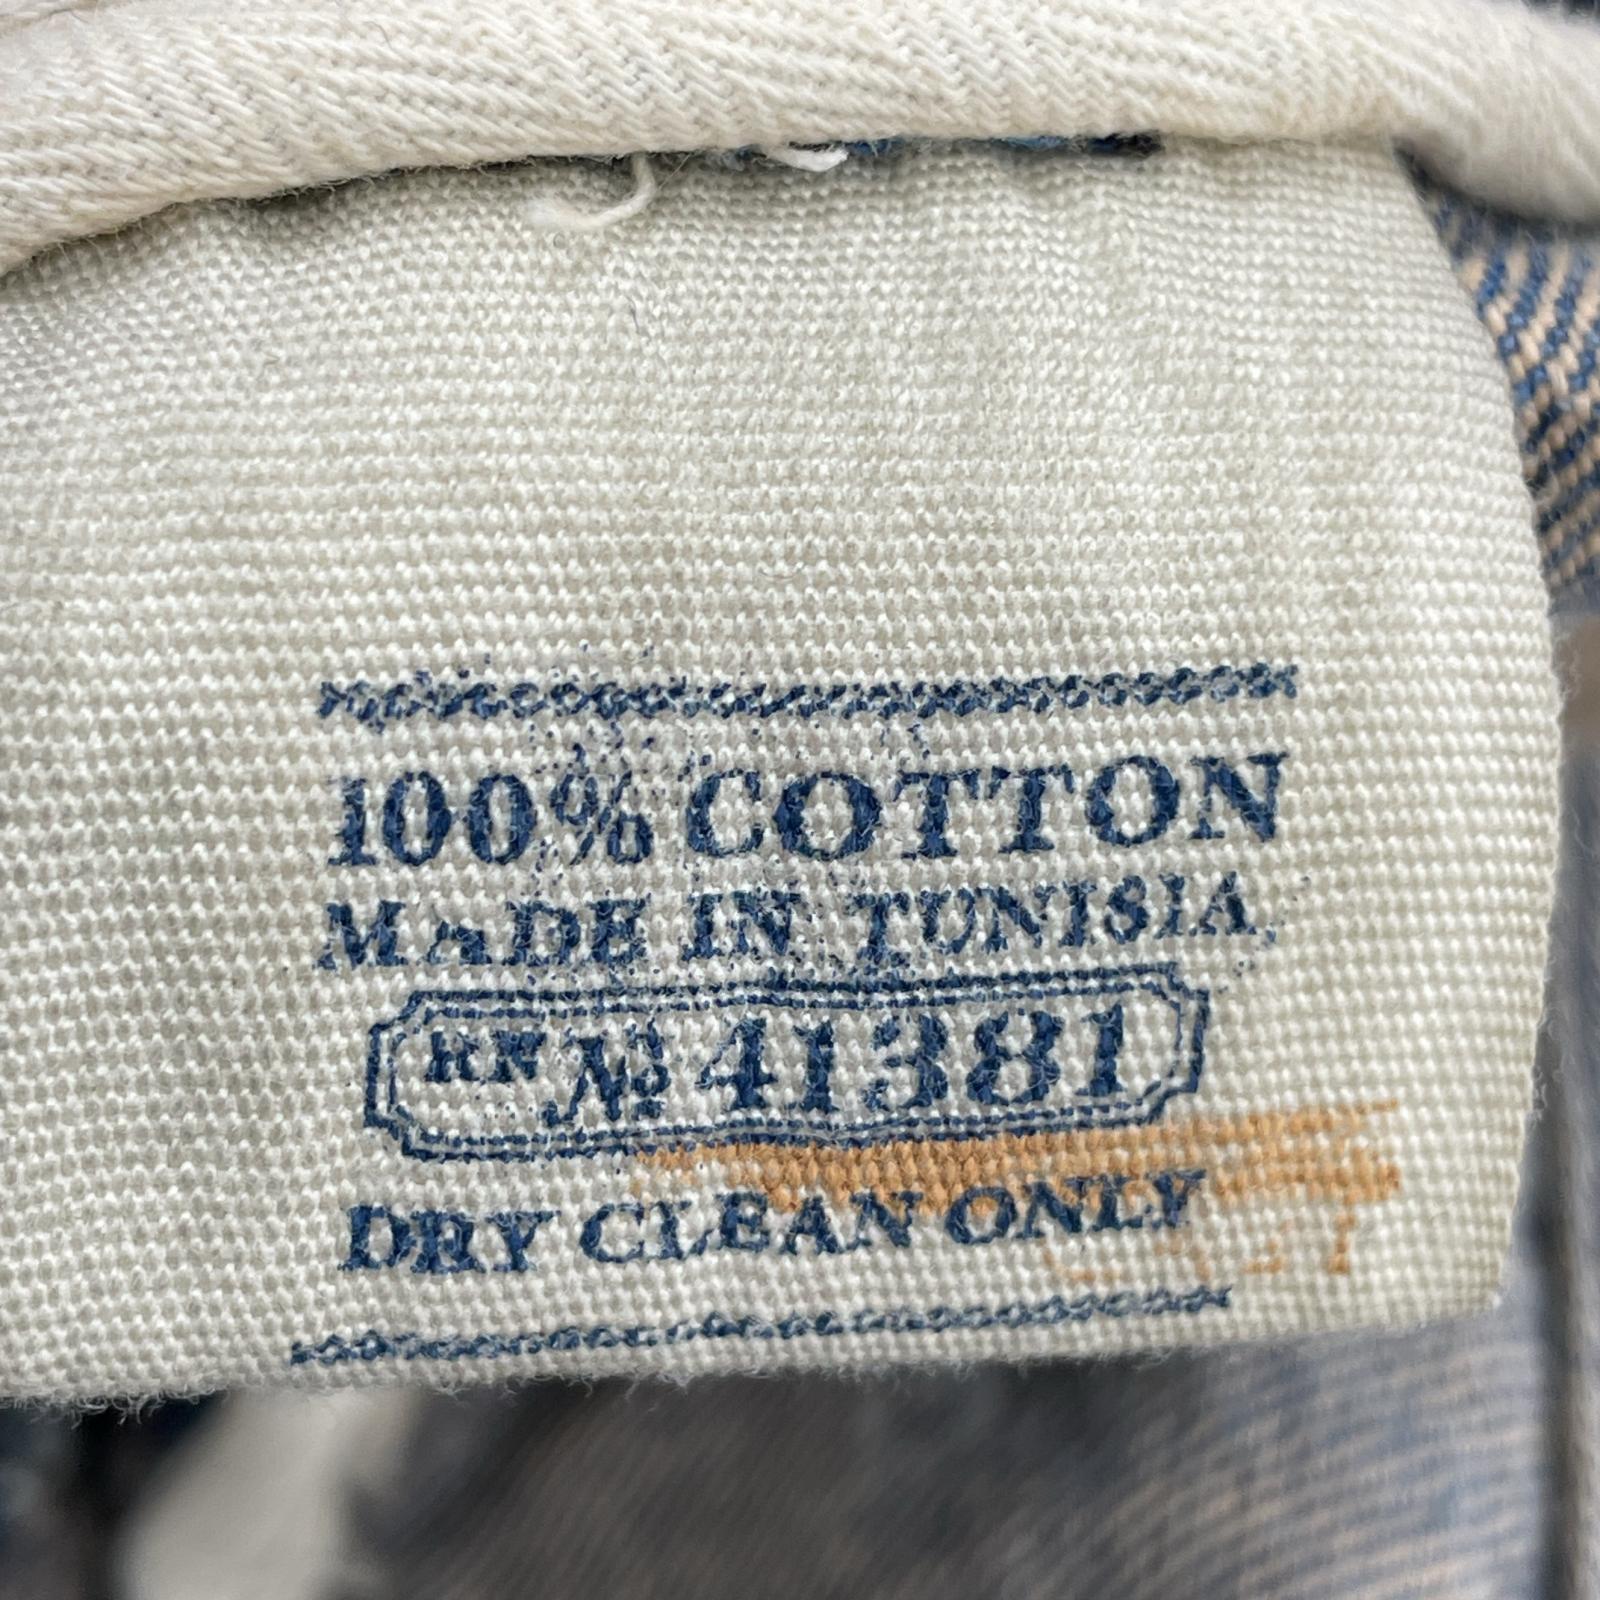 100% COTTON
MADE IN TUNISIA
RN № 41381
DRY CLEAN ONLY